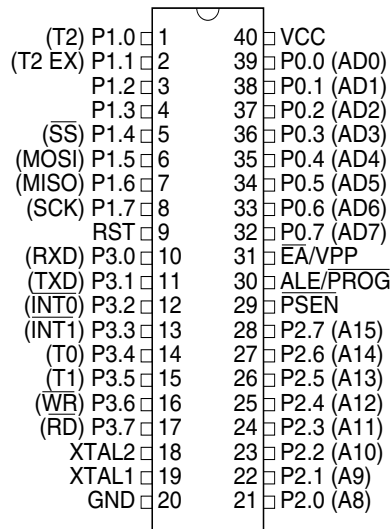 (T2) P1.0 1 40 VCC
(T2 EX) P1.1 2 39 P0.0 (AD0)
P1.2 3 38 P0.1 (AD1)
P1.3 4 37 P0.2 (AD2)
(SS) P1.4 5 36 P0.3 (AD3)
(MOSI) P1.5 6 35 P0.4 (AD4)
(MISO) P1.6 7 34 P0.5 (AD5)
(SCK) P1.7 8 33 P0.6 (AD6)
RST 9 32 P0.7 (AD7)
(RXD) P3.0 10 31 EA/VPP
(TXD) P3.1 11 30 ALE/PROG
(INT0) P3.2 12 29 PSEN
(INT1) P3.3 13 28 P2.7 (A15)
(T0) P3.4 14 27 P2.6 (A14)
(T1) P3.5 15 26 P2.5 (A13)
(WR) P3.6 16 25 P2.4 (A12)
(RD) P3.7 17 24 P2.3 (A11)
XTAL2 18 23 P2.2 (A10)
XTAL1 19 22 P2.1 (A9)
GND 20 21 P2.0 (A8)